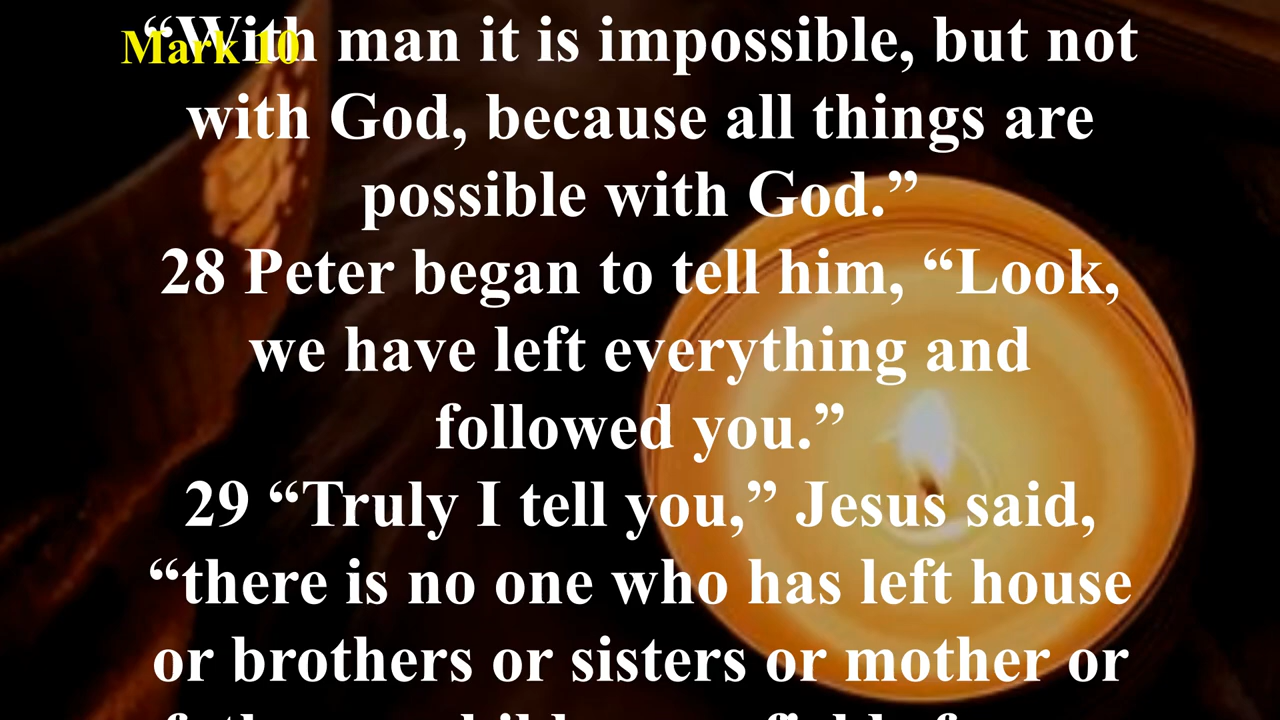 Mark 10
“With man it is impossible, but not
with God, because all things are
possible with God.”
28 Peter began to tell him, “Look,
we have left everything and
followed you.”
29 “Truly I tell you,” Jesus said,
“there is no one who has left house
or brothers or sisters or mother or